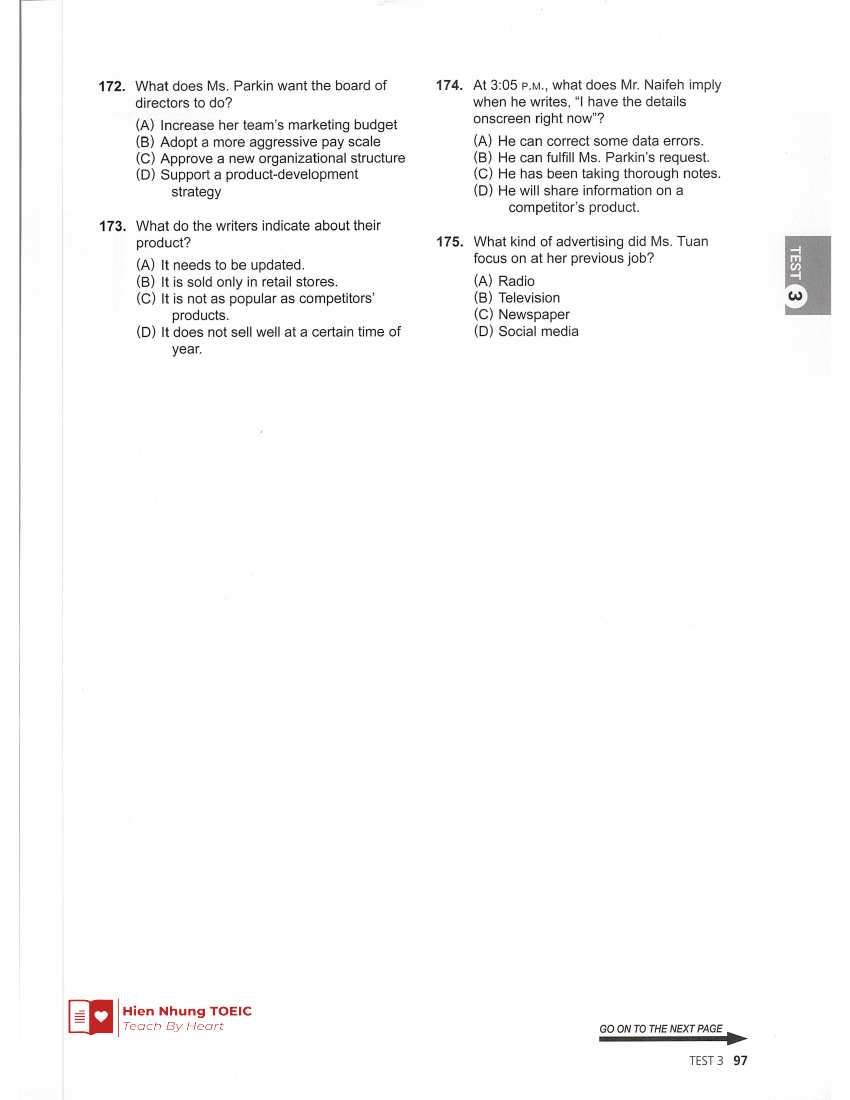 172. What does Ms. Parkin want the board of
directors to do?
(A) Increase her team's marketing budget
(B) Adopt a more aggressive pay scale
(C) Approve a new organizational structure
(D) Support a product-development
strategy
173. What do the writers indicate about their
product?
(A) It needs to be updated.
(B) It is sold only in retail stores.
(C) It is not as popular as competitors'
products.
(D) It does not sell well at a certain time of
year.
174. At 3:05 P.M., what does Mr. Naifeh imply
when he writes, "I have the details
onscreen right now"?
(A) He can correct some data errors.
(B) He can fulfill Ms. Parkin's request.
(C) He has been taking thorough notes.
(D) He will share information on a
competitor's product.
175. What kind of advertising did Ms. Tuan
focus on at her previous job?
(A) Radio
(B) Television
(C) Newspaper
(D) Social media
TEST 3
Hien Nhung TOEIC
Teach By Heart
GO ON TO THE NEXT PAGE
TEST 3 97